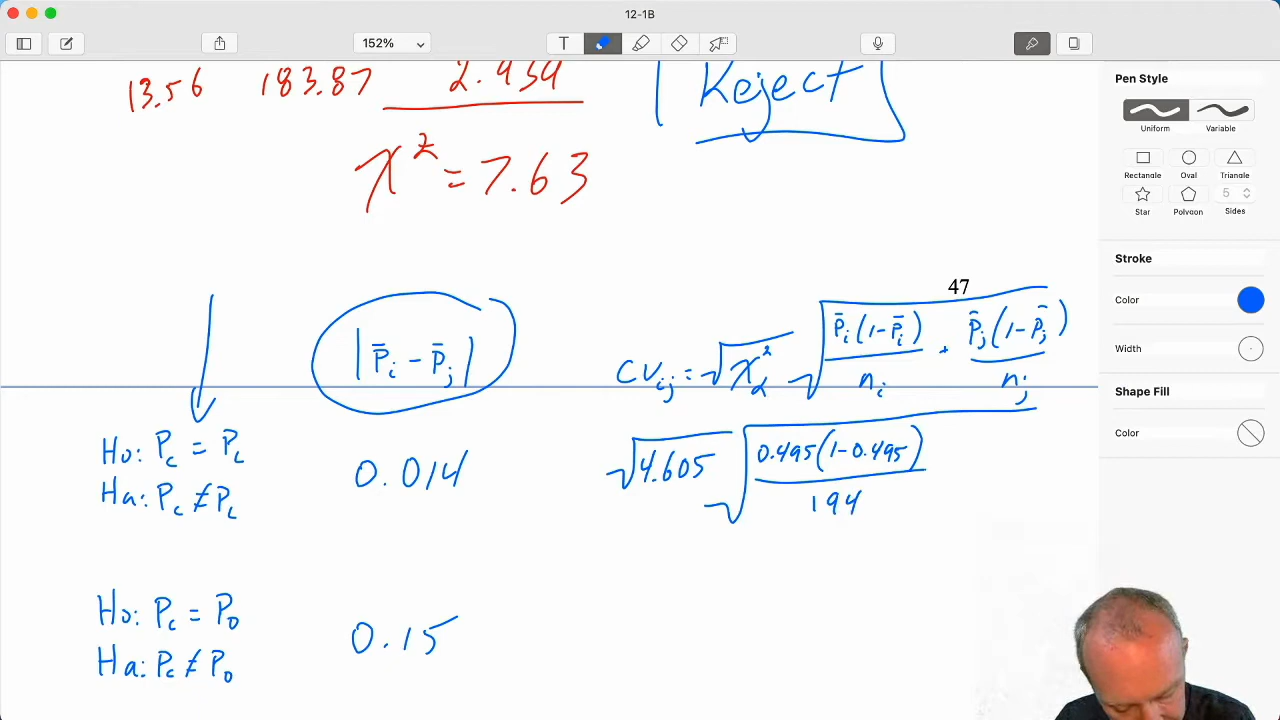 12-1B
152%
T
Pen Style
Uniform Variable
Rectangle Oval Triangle
5
Star Polygon Sides
Stroke
Color
Width
Shape Fill
Color
13.56 183.87 2.434
Reject
χ² = 7.63
47
|p̄i - p̄j|
CVij = √χ²α √(p̄i(1-p̄i)/ni + p̄j(1-p̄j)/nj)
Ho: Pc = PL
Ha: Pc ≠ PL
0.014
√4.605 √0.495(1-0.495)/194
Ho: Pc = Po
Ha: Pc ≠ Po
0.15